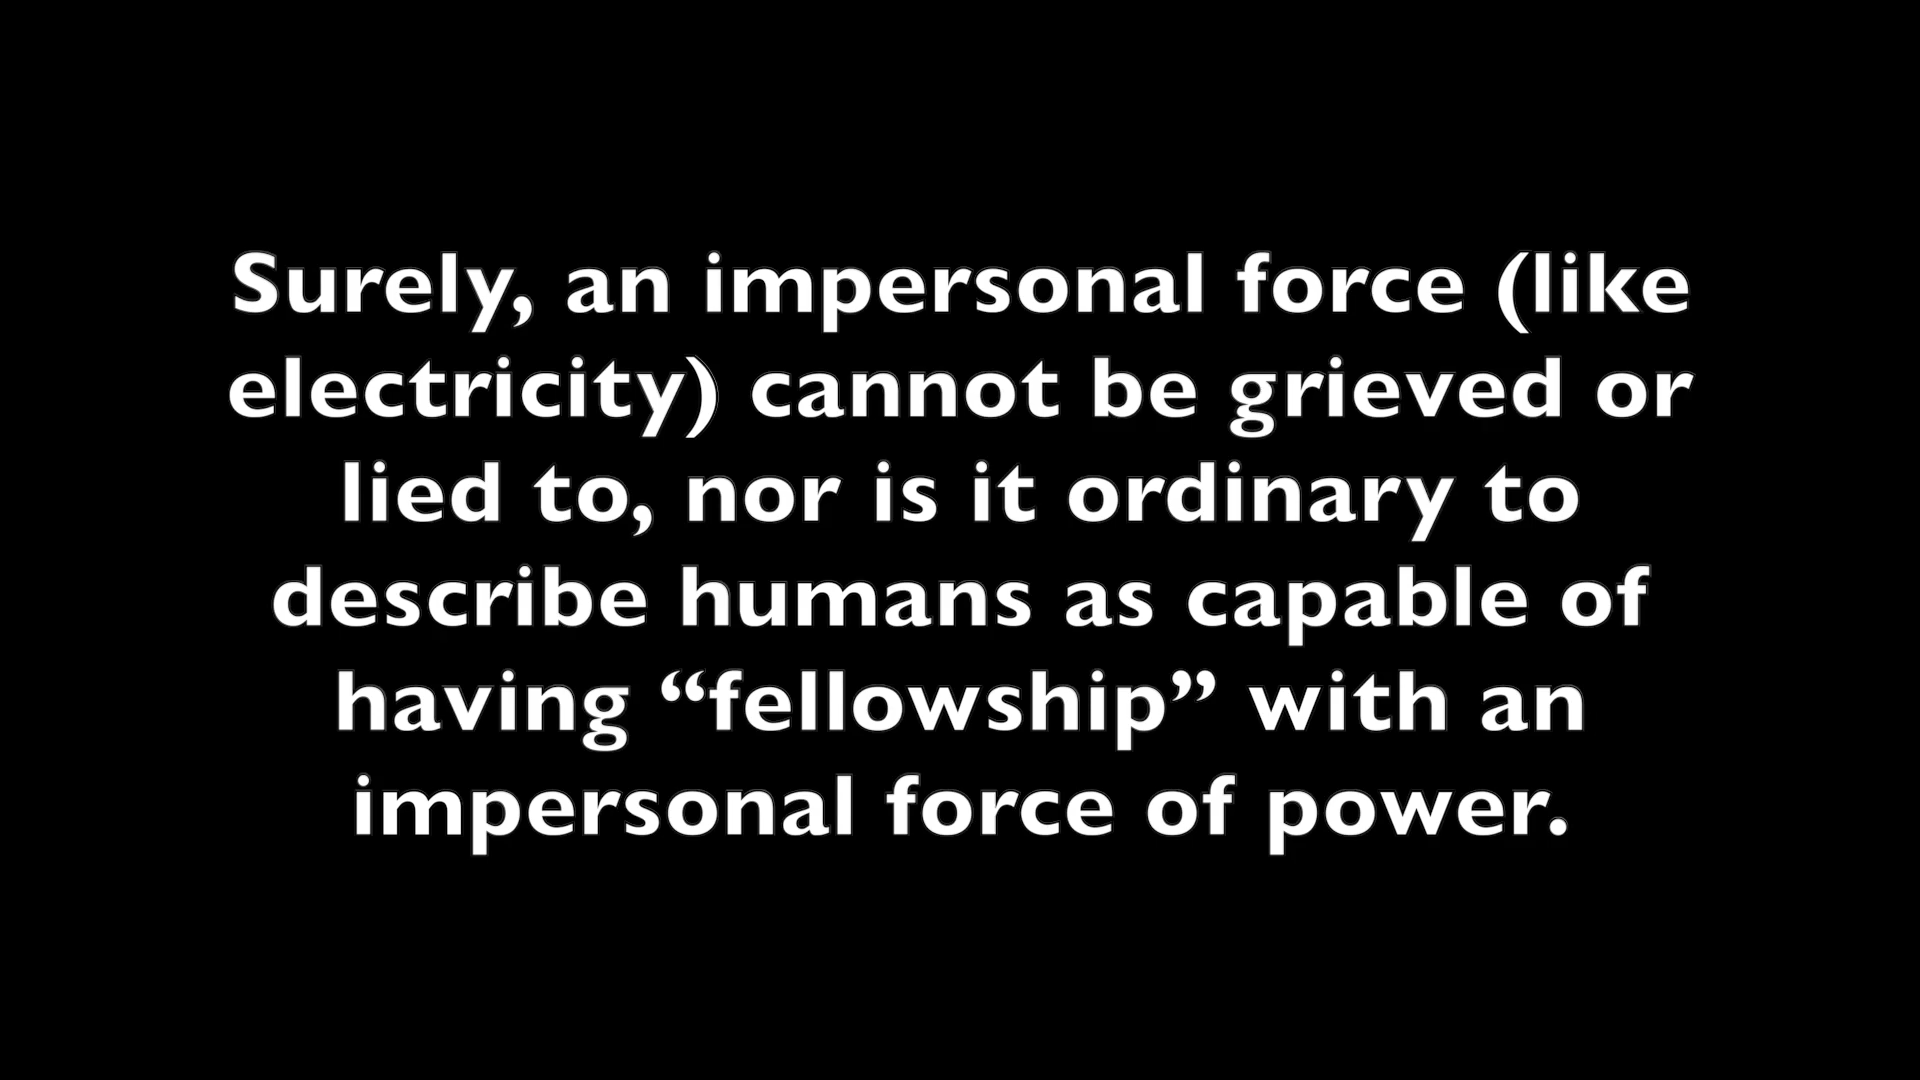 Surely, an impersonal force (like
electricity) cannot be grieved or
lied to, nor is it ordinary to
describe humans as capable of
having “fellowship” with an
impersonal force of power.